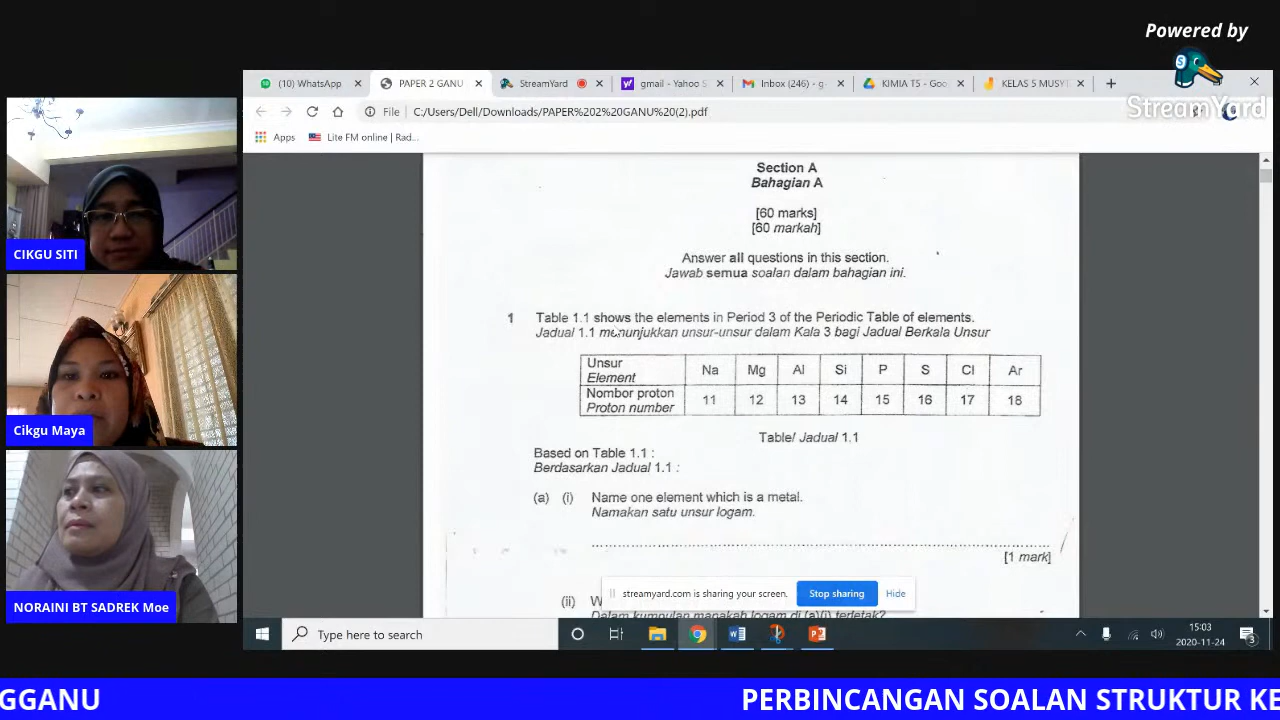 Powered by
StreamYard
(10) WhatsApp
PAPER 2 GANU
StreamYard
gmail - Yahoo S
Inbox (246) - g
KIMIA T5 - Goo
KELAS 5 MUSYT
File
C:/Users/Dell/Downloads/PAPER%202%20GANU%20(2).pdf
Apps
Lite FM online | Rad...
Section A
Bahagian A
[60 marks]
[60 markah]
Answer all questions in this section.
Jawab semua soalan dalam bahagian ini.
1 Table 1.1 shows the elements in Period 3 of the Periodic Table of elements.
Jadual 1.1 menunjukkan unsur-unsur dalam Kala 3 bagi Jadual Berkala Unsur
Unsur
Element
Na Mg Al Si P S Cl Ar
Nombor proton
Proton number
11 12 13 14 15 16 17 18
Table/ Jadual 1.1
Based on Table 1.1 :
Berdasarkan Jadual 1.1 :
(a) (i) Name one element which is a metal.
Namakan satu unsur logam.
[1 mark]
(ii)
Dalam kumpulan manakah logam di (a)(i) terletak?
streamyard.com is sharing your screen.
Stop sharing
Hide
CIKGU SITI
Cikgu Maya
NORAINI BT SADREK Moe
Type here to search
15:03
2020-11-24
3
GGANU
PERBINCANGAN SOALAN STRUKTUR KE